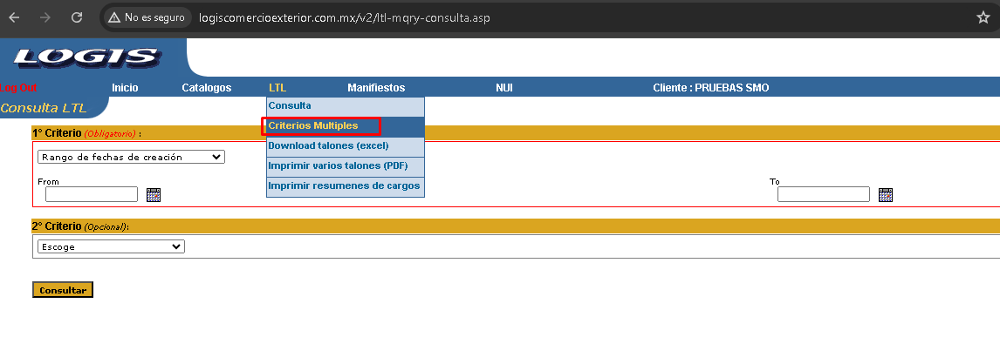 No es seguro logiscomercioexterior.com.mx/v2/ltl-mqry-consulta.asp
LOGIS
Log Out Inicio Catalogos LTL Manifiestos NUI Cliente : PRUEBAS SMO
Consulta LTL
Consulta
Criterios Multiples
Download talones (excel)
Imprimir varios talones (PDF)
Imprimir resumenes de cargos
1° Criterio (Obligatorio) :
Rango de fechas de creación
From To
2° Criterio (Opcional):
Escoge
Consultar